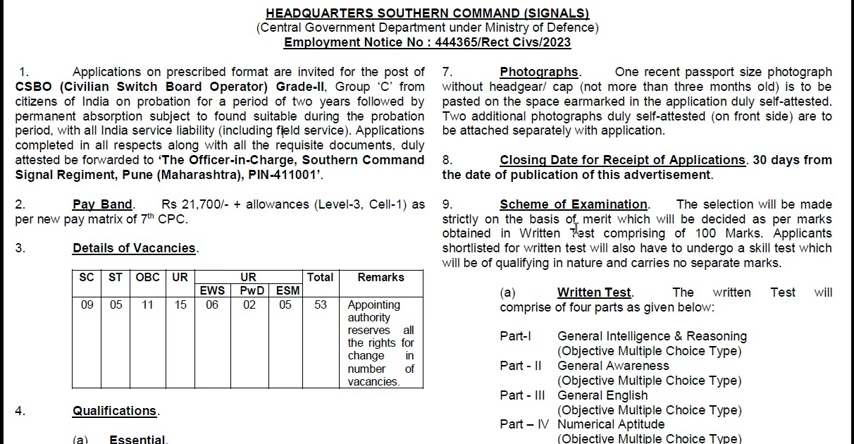 HEADQUARTERS SOUTHERN COMMAND (SIGNALS)
(Central Government Department under Ministry of Defence)
Employment Notice No : 444365/Rect Civs/2023
1. Applications on prescribed format are invited for the post of
CSBO (Civilian Switch Board Operator) Grade-II, Group 'C' from
citizens of India on probation for a period of two years followed by
permanent absorption subject to found suitable during the probation
period, with all India service liability (including field service). Applications
completed in all respects along with all the requisite documents, duly
attested be forwarded to 'The Officer-in-Charge, Southern Command
Signal Regiment, Pune (Maharashtra), PIN-411001'.
2. Pay Band. Rs 21,700/- + allowances (Level-3, Cell-1) as
per new pay matrix of 7th CPC.
3. Details of Vacancies.
SC ST OBC UR UR Total Remarks
EWS PwD ESM
09 05 11 15 06 02 05 53 Appointing
authority
reserves all
the rights for
change in
number of
vacancies.
4. Qualifications.
(a) Essential.
7. Photographs. One recent passport size photograph
without headgear/ cap (not more than three months old) is to be
pasted on the space earmarked in the application duly self-attested.
Two additional photographs duly self-attested (on front side) are to
be attached separately with application.
8. Closing Date for Receipt of Applications. 30 days from
the date of publication of this advertisement.
9. Scheme of Examination. The selection will be made
strictly on the basis of merit which will be decided as per marks
obtained in Written Test comprising of 100 Marks. Applicants
shortlisted for written test will also have to undergo a skill test which
will be of qualifying in nature and carries no separate marks.
(a) Written Test. The written Test will
comprise of four parts as given below:
Part-I General Intelligence & Reasoning
(Objective Multiple Choice Type)
Part - II General Awareness
(Objective Multiple Choice Type)
Part - III General English
(Objective Multiple Choice Type)
Part – IV Numerical Aptitude
(Objective Multiple Choice Type)